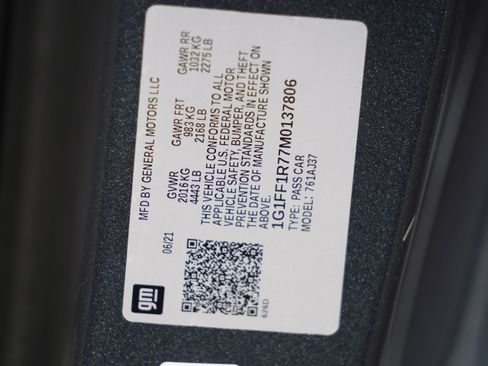 gm
MFD BY GENERAL MOTORS LLC
06/21
GVWR
2016 KG
4443 LB
GAWR FRT
983 KG
2168 LB
GAWR RR
1032 KG
2275 LB
THIS VEHICLE CONFORMS TO ALL
APPLICABLE U.S. FEDERAL MOTOR
VEHICLE SAFETY, BUMPER, AND THEFT
PREVENTION STANDARDS IN EFFECT ON
THE DATE OF MANUFACTURE SHOWN
ABOVE.
1G1FF1R77M0137806
TYPE: PASS CAR
MODEL: 761AJ37
626D